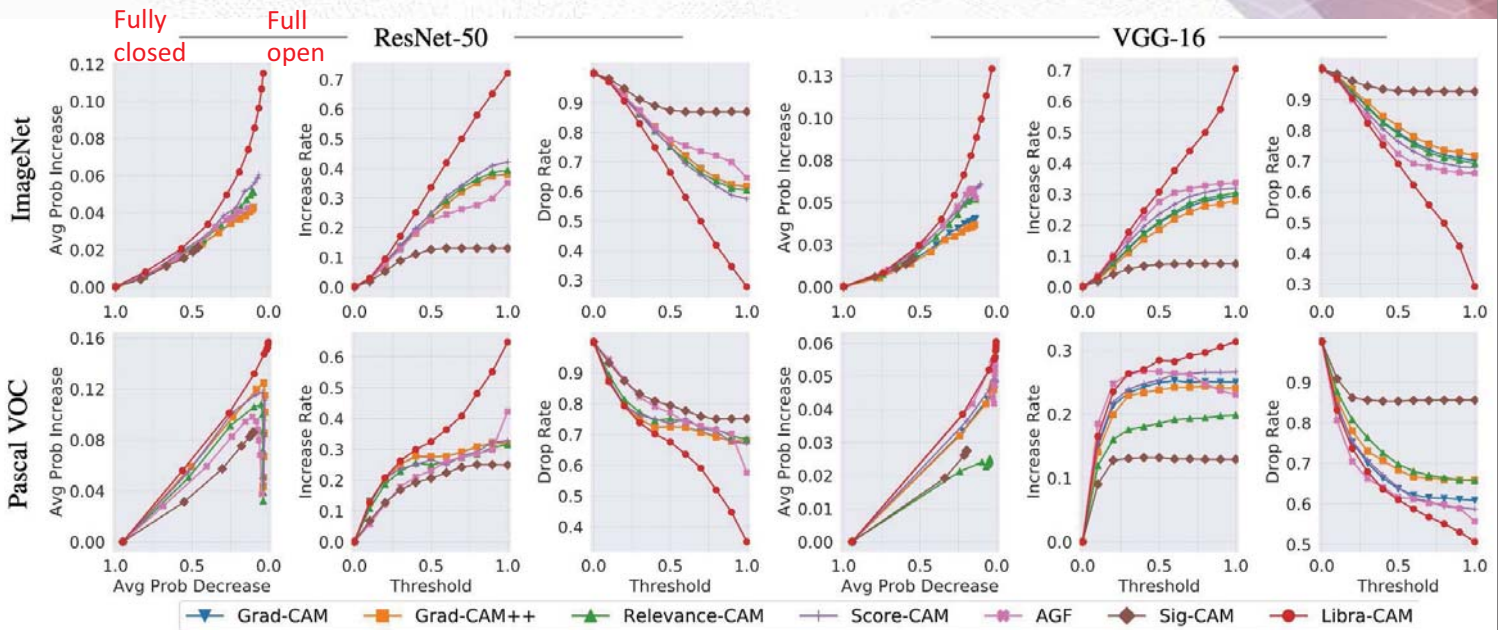 Fully closed
Full open
ResNet-50
VGG-16
ImageNet
Avg Prob Increase
0.12
0.10
0.08
0.06
0.04
0.02
0.00
1.0 0.5 0.0
Increase Rate
0.7
0.6
0.5
0.4
0.3
0.2
0.1
0.0
0.0 0.5 1.0
Drop Rate
0.9
0.8
0.7
0.6
0.5
0.4
0.3
0.0 0.5 1.0
Avg Prob Increase
0.13
0.10
0.08
0.05
0.03
0.00
1.0 0.5 0.0
Increase Rate
0.7
0.6
0.5
0.4
0.3
0.2
0.1
0.0
0.0 0.5 1.0
Drop Rate
0.9
0.8
0.7
0.6
0.5
0.4
0.3
0.0 0.5 1.0
Pascal VOC
Avg Prob Increase
0.16
0.12
0.08
0.04
0.00
1.0 0.5 0.0
Avg Prob Decrease
Increase Rate
0.6
0.5
0.4
0.3
0.2
0.1
0.0
0.0 0.5 1.0
Threshold
Drop Rate
0.9
0.8
0.7
0.6
0.5
0.4
0.0 0.5 1.0
Threshold
Avg Prob Increase
0.06
0.05
0.04
0.03
0.02
0.01
0.00
1.0 0.5 0.0
Avg Prob Decrease
Increase Rate
0.3
0.2
0.1
0.0
0.0 0.5 1.0
Threshold
Drop Rate
0.9
0.8
0.7
0.6
0.5
0.0 0.5 1.0
Threshold
Grad-CAM Grad-CAM++ Relevance-CAM Score-CAM AGF Sig-CAM Libra-CAM